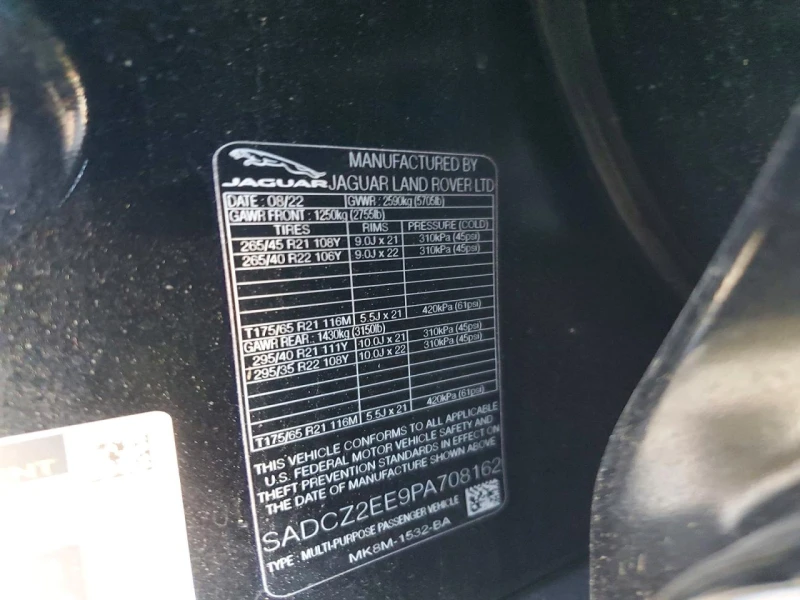 MANUFACTURED BY
JAGUAR JAGUAR LAND ROVER LTD
DATE : 08/22 GVWR : 2590kg (5705lb)
GAWR FRONT : 1250kg (2755lb)
TIRES RIMS PRESSURE (COLD)
265/45 R21 108Y 9.0J x 21 310kPa (45psi)
265/40 R22 106Y 9.0J x 22 310kPa (45psi)
T175/65 R21 116M 5.5J x 21 420kPa (61psi)
GAWR REAR : 1430kg (3150lb)
295/40 R21 111Y 10.0J x 21 310kPa (45psi)
295/35 R22 108Y 10.0J x 22 310kPa (45psi)
T175/65 R21 116M 5.5J x 21 420kPa (61psi)
THIS VEHICLE CONFORMS TO ALL APPLICABLE
U.S. FEDERAL MOTOR VEHICLE SAFETY AND
THEFT PREVENTION STANDARDS IN EFFECT ON
THE DATE OF MANUFACTURE SHOWN ABOVE
SADCZ2EE9PA708162
TYPE : MULTI-PURPOSE PASSENGER VEHICLE
MK8M-1532-BA